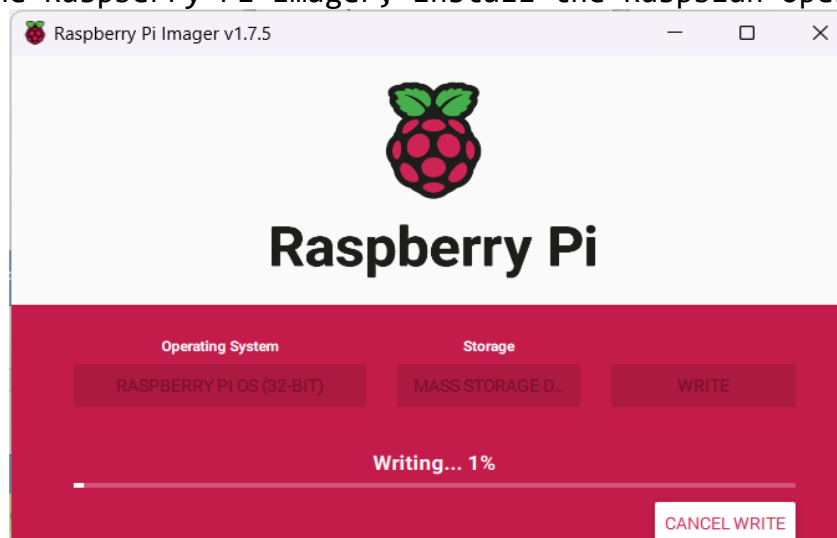 Raspberry Pi Imager v1.7.5
Raspberry Pi
Operating System Storage
RASPBERRY PI OS (32-BIT) MASS STORAGE D... WRITE
Writing... 1%
CANCEL WRITE